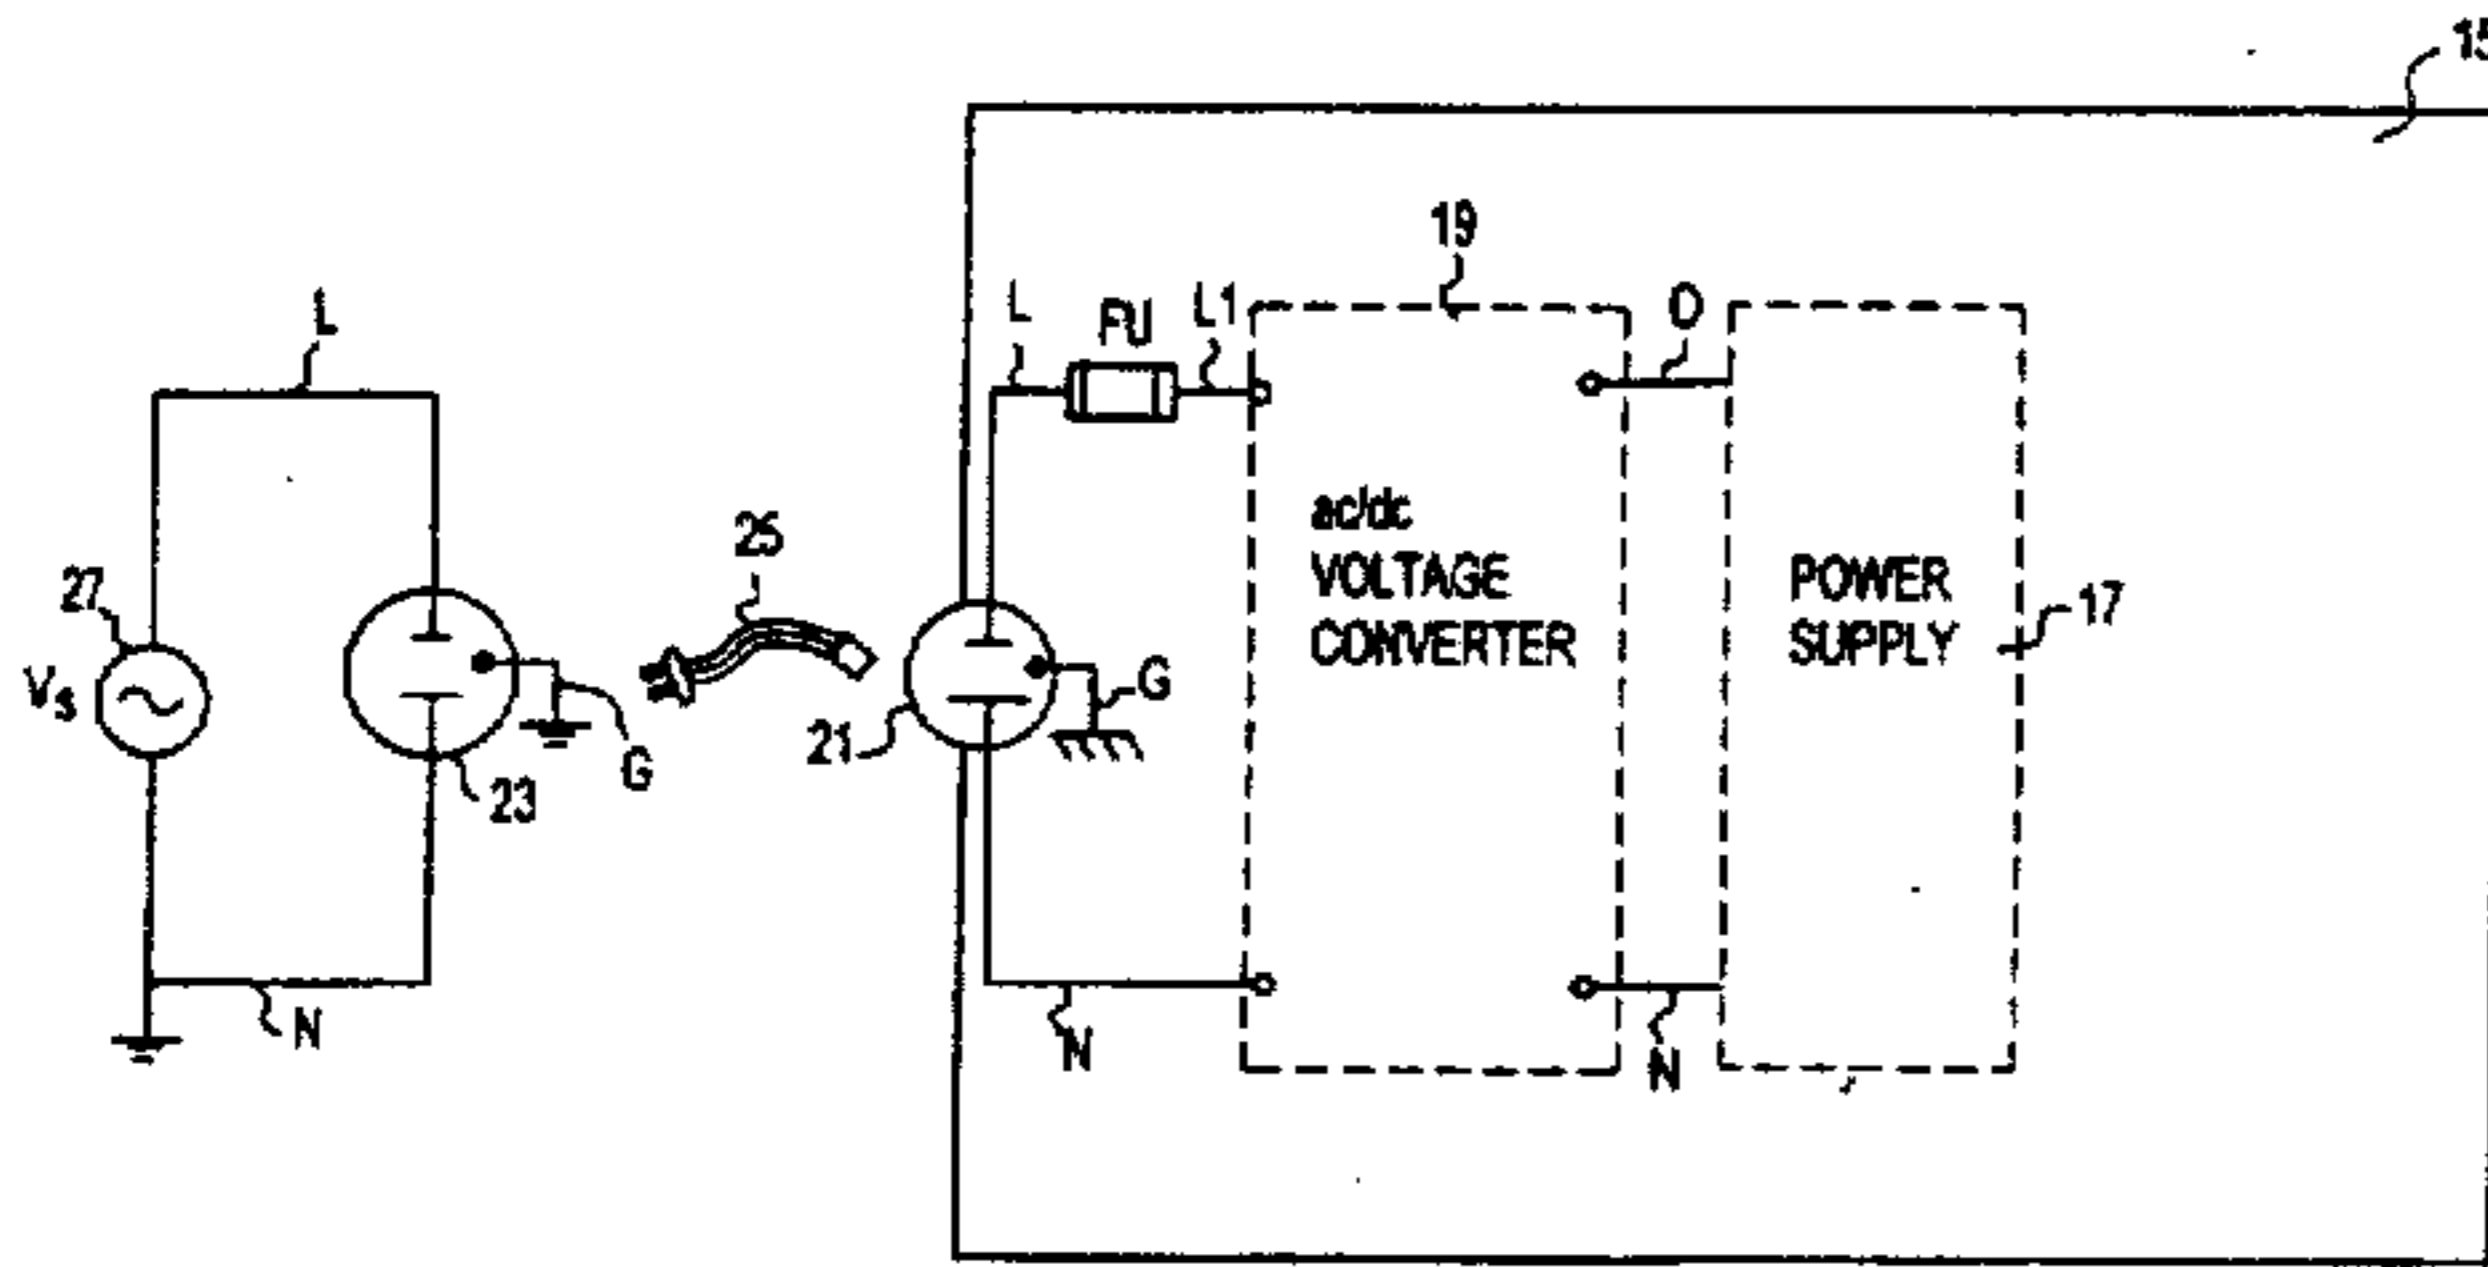 15
19
L
L
FU
L1
O
25
ac/dc
VOLTAGE
CONVERTER
POWER
SUPPLY
27
17
Vs
G
21
G
23
N
N
N